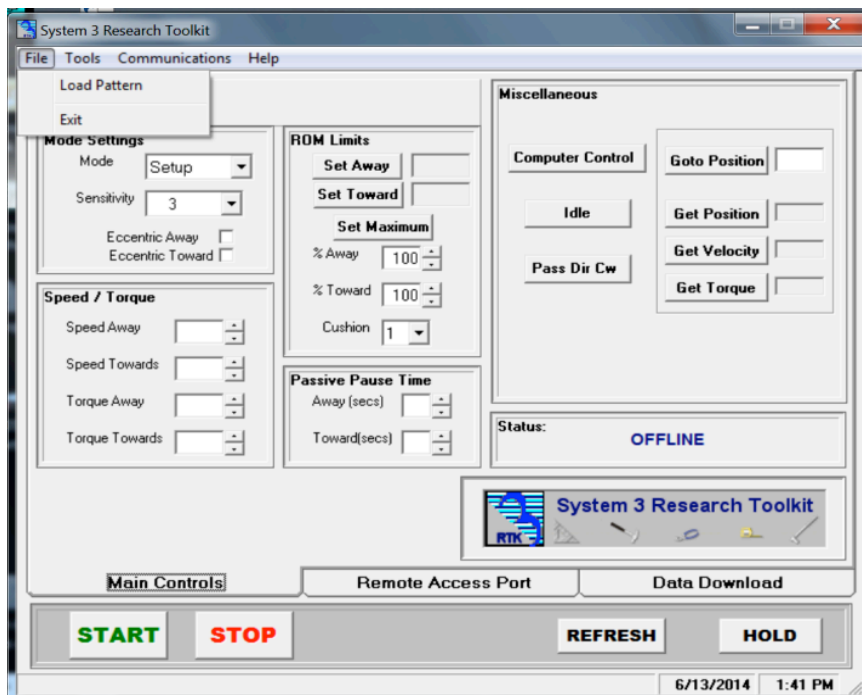 System 3 Research Toolkit
File Tools Communications Help
Load Pattern
Exit
Mode Settings
Mode Setup
Sensitivity 3
Eccentric Away
Eccentric Toward
Speed / Torque
Speed Away
Speed Towards
Torque Away
Torque Towards
ROM Limits
Set Away
Set Toward
Set Maximum
% Away 100
% Toward 100
Cushion 1
Passive Pause Time
Away (secs)
Toward(secs)
Miscellaneous
Computer Control
Idle
Pass Dir Cw
Goto Position
Get Position
Get Velocity
Get Torque
Status:
OFFLINE
RTK
System 3 Research Toolkit
Main Controls Remote Access Port Data Download
START STOP REFRESH HOLD
6/13/2014 1:41 PM